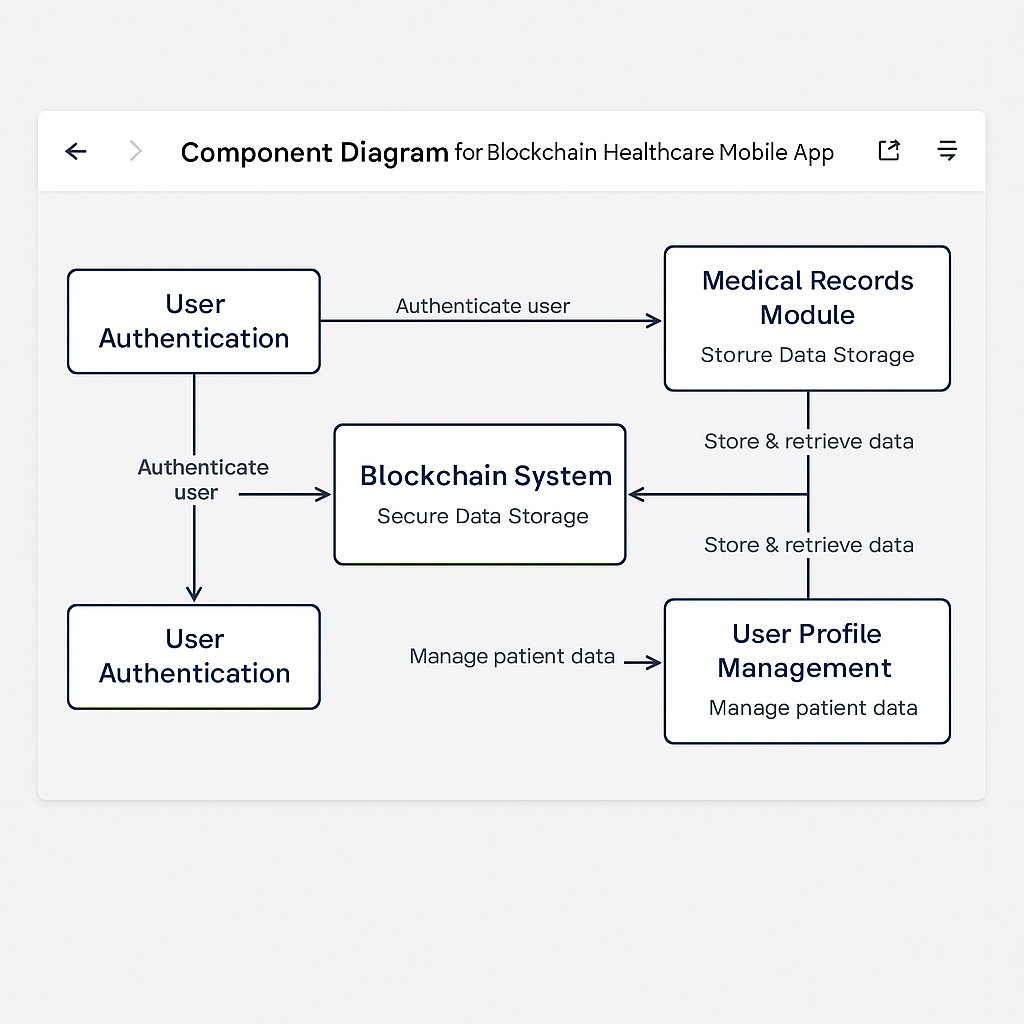 Component Diagram for Blockchain Healthcare Mobile App
User
Authentication
Authenticate user
Medical Records
Module
Storure Data Storage
Store & retrieve data
Authenticate
user
Blockchain System
Secure Data Storage
Store & retrieve data
User
Authentication
Manage patient data
User Profile
Management
Manage patient data